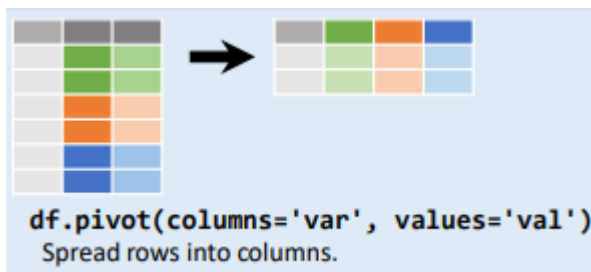 df.pivot(columns='var', values='val')
Spread rows into columns.